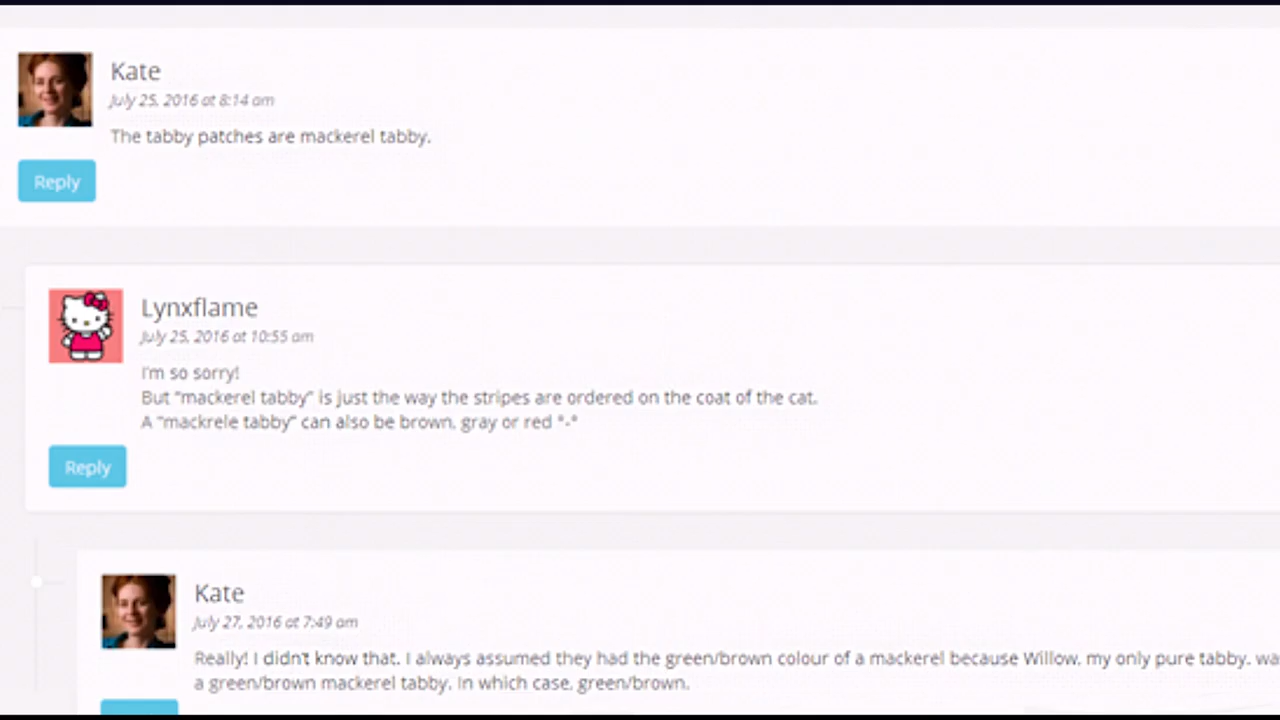 Kate
July 25, 2016 at 8:14 am
The tabby patches are mackerel tabby.
Reply
Lynxflame
July 25, 2016 at 10:55 am
I'm so sorry!
But "mackerel tabby" is just the way the stripes are ordered on the coat of the cat.
A "mackrele tabby" can also be brown, gray or red °-°
Reply
Kate
July 27, 2016 at 7:49 am
Really! I didn't know that. I always assumed they had the green/brown colour of a mackerel because Willow, my only pure tabby, wa
a green/brown mackerel tabby. In which case, green/brown.